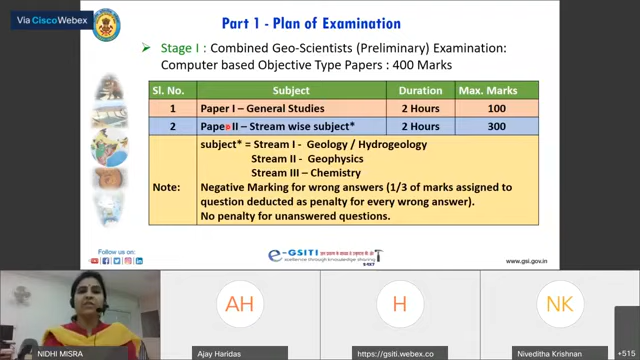 Via CiscoWebex
Part 1 - Plan of Examination
Stage I : Combined Geo-Scientists (Preliminary) Examination:
Computer based Objective Type Papers : 400 Marks
Sl. No. Subject Duration Max. Marks
1 Paper I – General Studies 2 Hours 100
2 Paper II – Stream wise subject* 2 Hours 300
subject* = Stream I - Geology / Hydrogeology
Stream II - Geophysics
Stream III – Chemistry
Note: Negative Marking for wrong answers (1/3 of marks assigned to
question deducted as penalty for every wrong answer).
No penalty for unanswered questions.
Follow us on:
e-GSITI
excellence through knowledge sharing
www.gsi.gov.in
AH
H
NK
NIDHI MISRA
Ajay Haridas
https://gsiti.webex.co
Niveditha Krishnan
+515